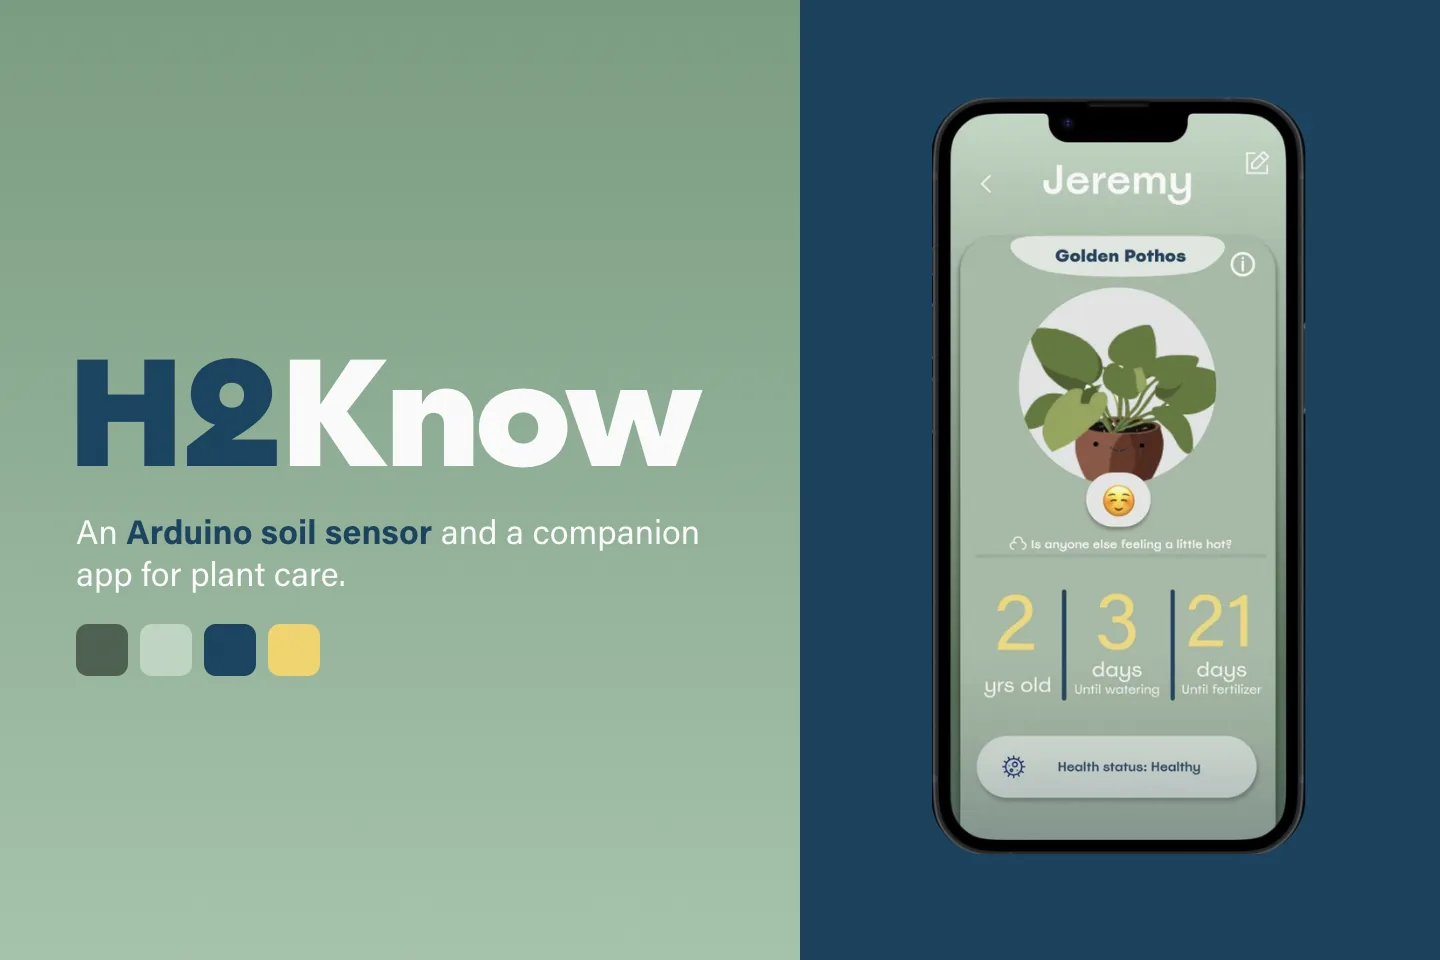 H2Know
An Arduino soil sensor and a companion
app for plant care.
Jeremy
Golden Pothos
Is anyone else feeling a little hot?
2
yrs old
3
days
Until watering
21
days
Until fertilizer
Health status: Healthy